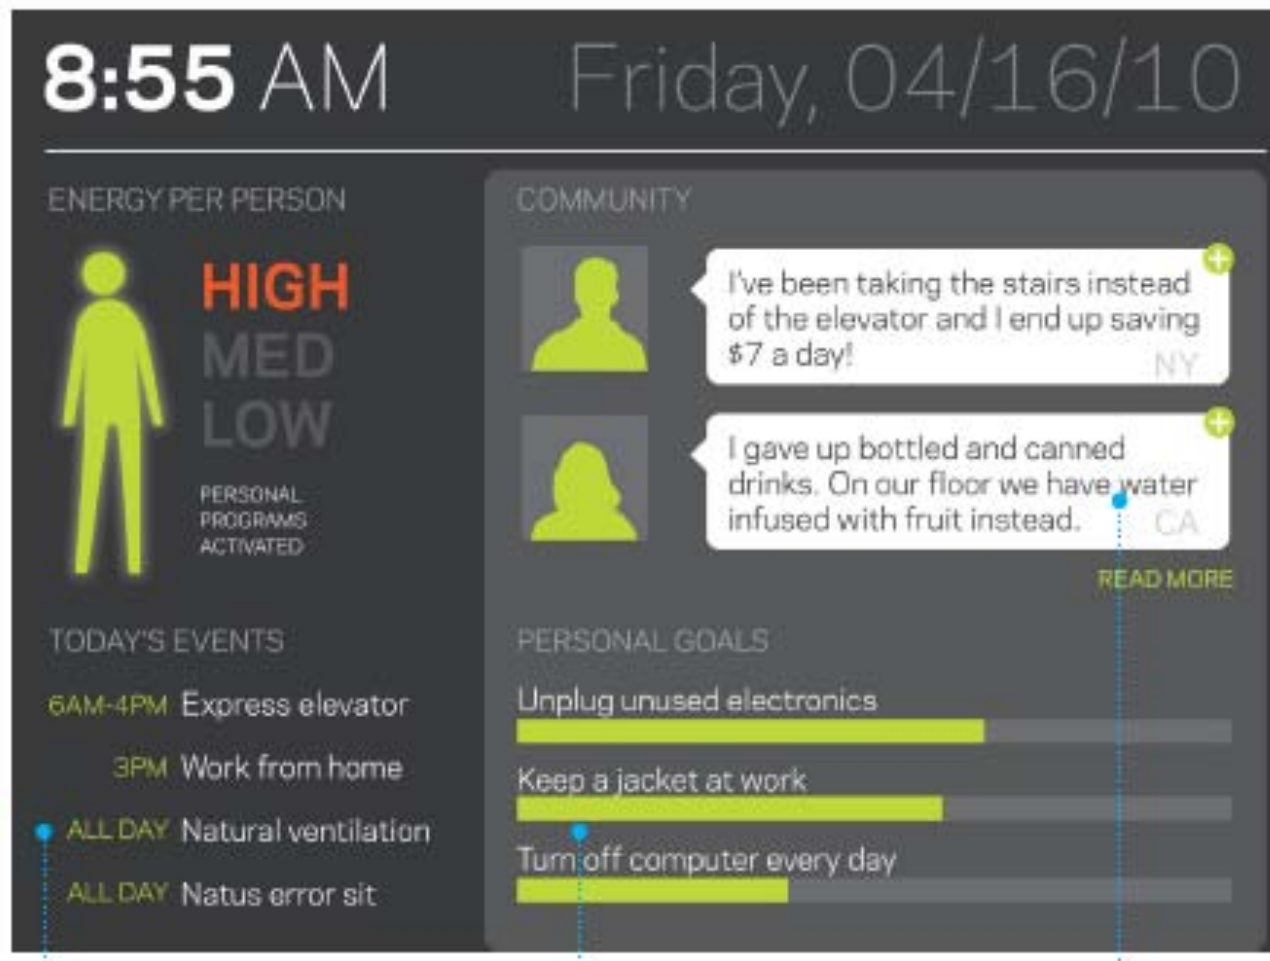 8:55 AM
Friday, 04/16/10
ENERGY PER PERSON
HIGH
MED
LOW
PERSONAL
PROGRAMS
ACTIVATED
TODAY'S EVENTS
6AM-4PM Express elevator
3PM Work from home
ALL DAY Natural ventilation
ALL DAY Natus error sit
COMMUNITY
I've been taking the stairs instead
of the elevator and I end up saving
$7 a day!
NY
I gave up bottled and canned
drinks. On our floor we have water
infused with fruit instead.
CA
READ MORE
PERSONAL GOALS
Unplug unused electronics
Keep a jacket at work
Turn off computer every day